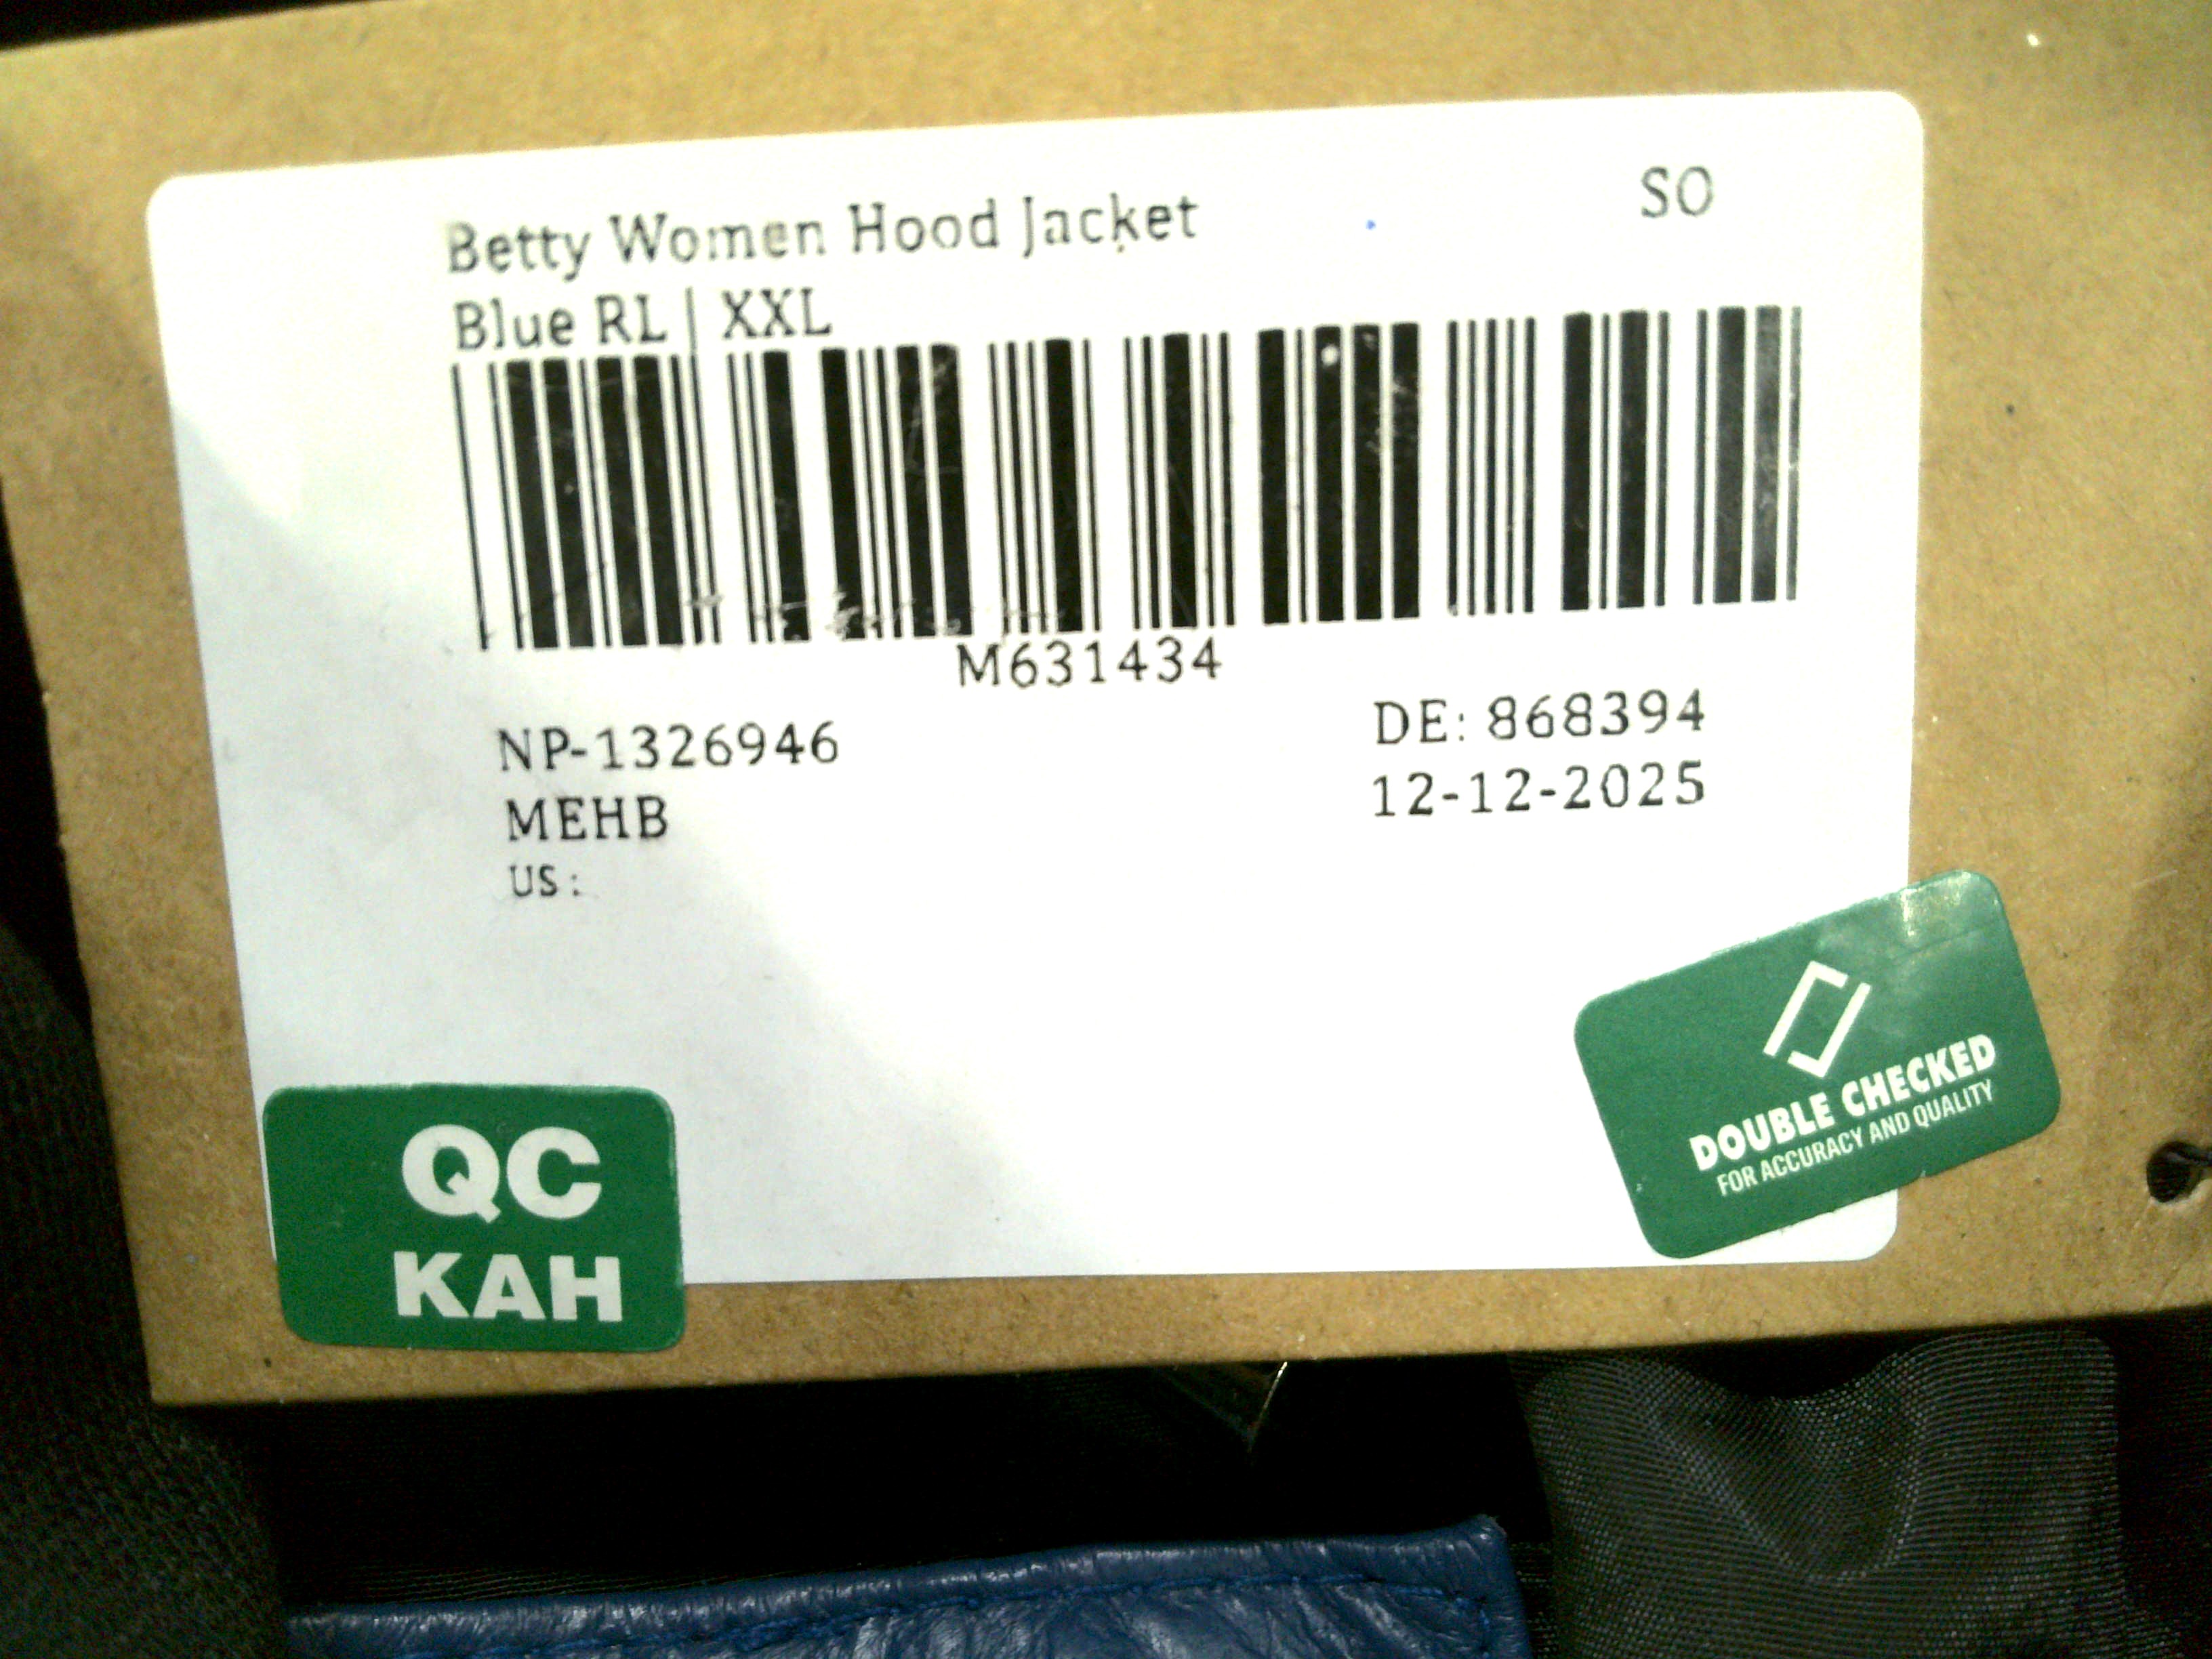 Betty Women Hood Jacket
SO
Blue RL | XXL
M631434
NP-1326946
DE: 868394
MEHB
12-12-2025
US:
QC
KAH
DOUBLE CHECKED
FOR ACCURACY AND QUALITY